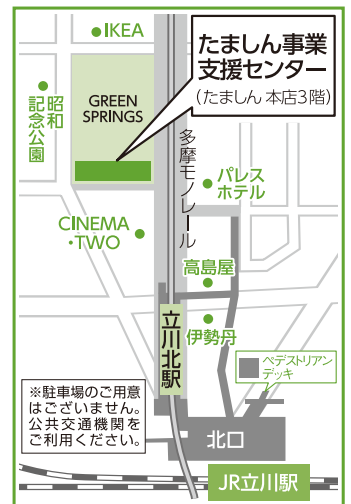 IKEA
たましん事業
支援センター
(たましん 本店3階)
昭和
記念公園
GREEN
SPRINGS
多摩モノレール
パレス
ホテル
CINEMA
・TWO
高島屋
伊勢丹
立川北駅
ペデストリアン
デッキ
※駐車場のご用意
はございません。
公共交通機関を
ご利用ください。
北口
JR立川駅